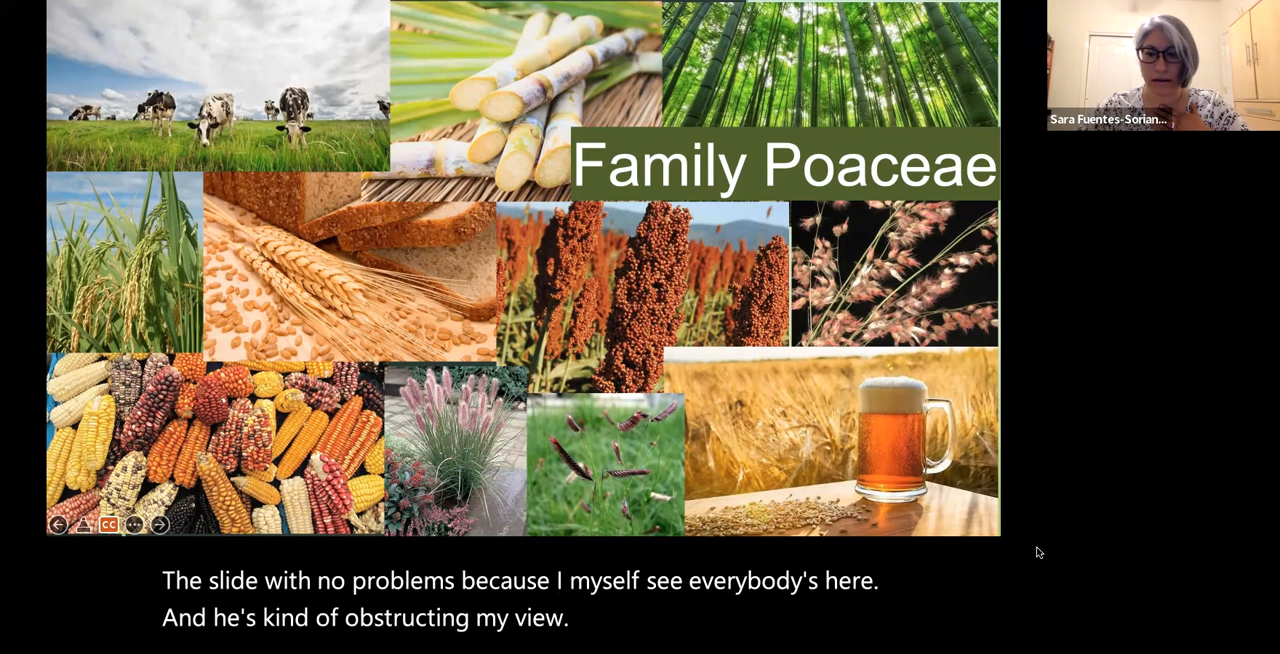 Family Poaceae
Sara Fuentes-Sorian...
CC
The slide with no problems because I myself see everybody's here.
And he's kind of obstructing my view.